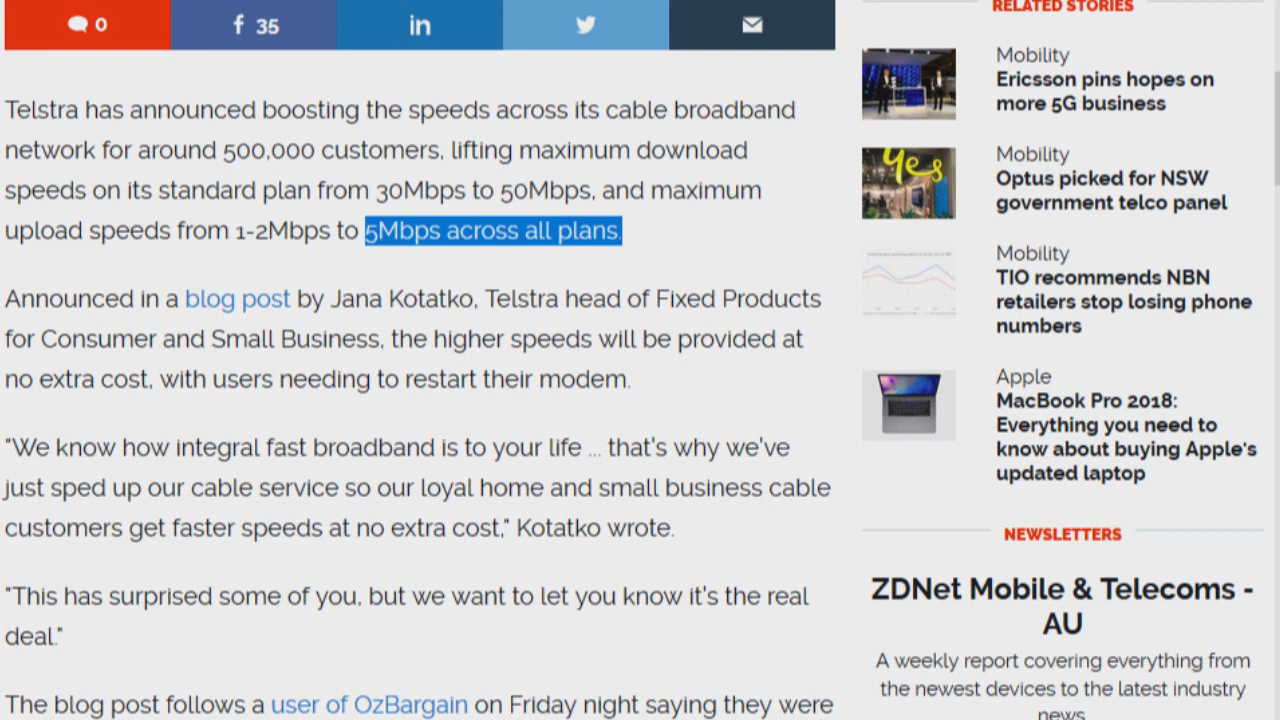 0
35
in
Telstra has announced boosting the speeds across its cable broadband
network for around 500,000 customers, lifting maximum download
speeds on its standard plan from 30Mbps to 50Mbps, and maximum
upload speeds from 1-2Mbps to 5Mbps across all plans.
Announced in a blog post by Jana Kotatko, Telstra head of Fixed Products
for Consumer and Small Business, the higher speeds will be provided at
no extra cost, with users needing to restart their modem.
"We know how integral fast broadband is to your life ... that's why we've
just sped up our cable service so our loyal home and small business cable
customers get faster speeds at no extra cost," Kotatko wrote.
"This has surprised some of you, but we want to let you know it's the real
deal."
The blog post follows a user of OzBargain on Friday night saying they were
RELATED STORIES
Mobility
Ericsson pins hopes on
more 5G business
yes
Mobility
Optus picked for NSW
government telco panel
Mobility
TIO recommends NBN
retailers stop losing phone
numbers
Apple
MacBook Pro 2018:
Everything you need to
know about buying Apple's
updated laptop
NEWSLETTERS
ZDNet Mobile & Telecoms -
AU
A weekly report covering everything from
the newest devices to the latest industry
news